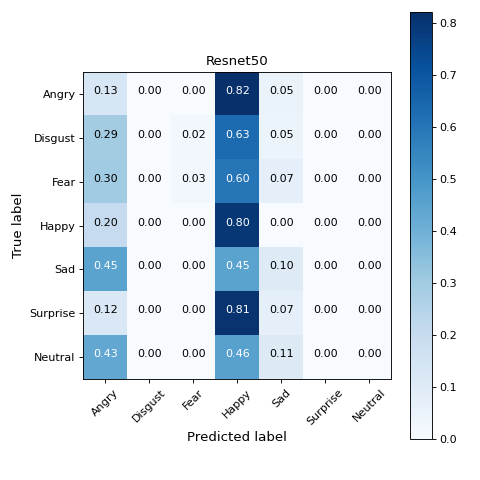 Resnet50
True label
Angry 0.13 0.00 0.00 0.82 0.05 0.00 0.00
Disgust 0.29 0.00 0.02 0.63 0.05 0.00 0.00
Fear 0.30 0.00 0.03 0.60 0.07 0.00 0.00
Happy 0.20 0.00 0.00 0.80 0.00 0.00 0.00
Sad 0.45 0.00 0.00 0.45 0.10 0.00 0.00
Surprise 0.12 0.00 0.00 0.81 0.07 0.00 0.00
Neutral 0.43 0.00 0.00 0.46 0.11 0.00 0.00
Angry Disgust Fear Happy Sad Surprise Neutral
Predicted label
0.8
0.7
0.6
0.5
0.4
0.3
0.2
0.1
0.0